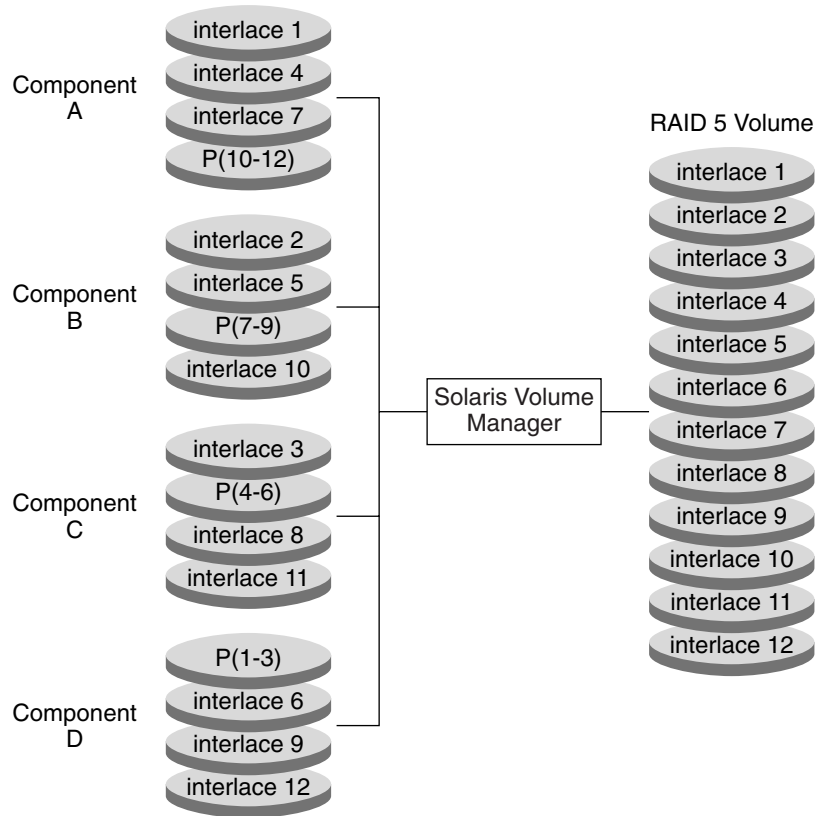 Component
A
interlace 1
interlace 4
interlace 7
P(10-12)
Component
B
interlace 2
interlace 5
P(7-9)
interlace 10
Component
C
interlace 3
P(4-6)
interlace 8
interlace 11
Component
D
P(1-3)
interlace 6
interlace 9
interlace 12
Solaris Volume
Manager
RAID 5 Volume
interlace 1
interlace 2
interlace 3
interlace 4
interlace 5
interlace 6
interlace 7
interlace 8
interlace 9
interlace 10
interlace 11
interlace 12